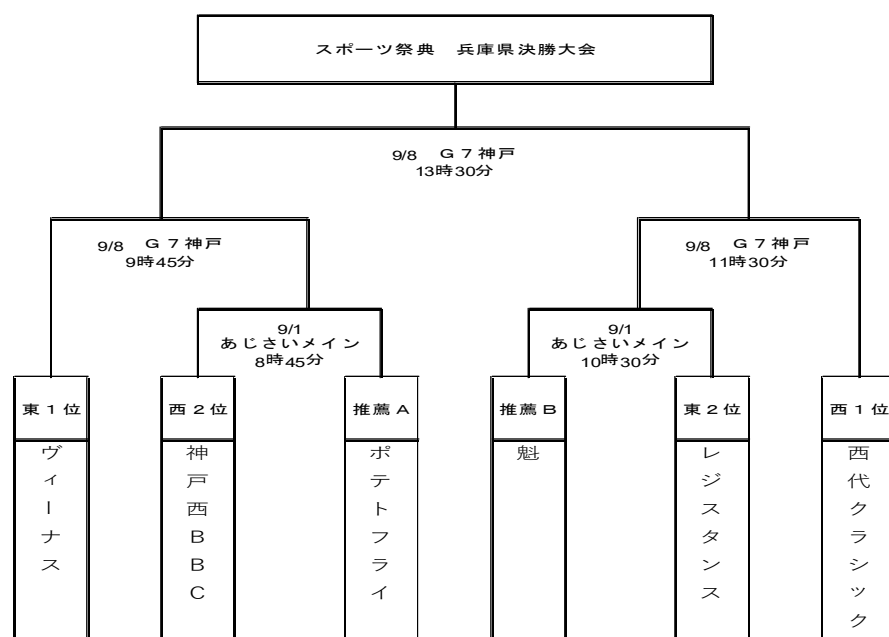 スポーツ祭典　兵庫県決勝大会
9/8　Ｇ７神戸
13時30分
9/8　Ｇ７神戸
9時45分
9/8　Ｇ７神戸
11時30分
9/1
あじさいメイン
8時45分
9/1
あじさいメイン
10時30分
東１位
西２位
推薦Ａ
推薦Ｂ
東２位
西１位
ヴィーナス
神戸西ＢＢＣ
ポテトフライ
魁
レジスタンス
西代クラシック